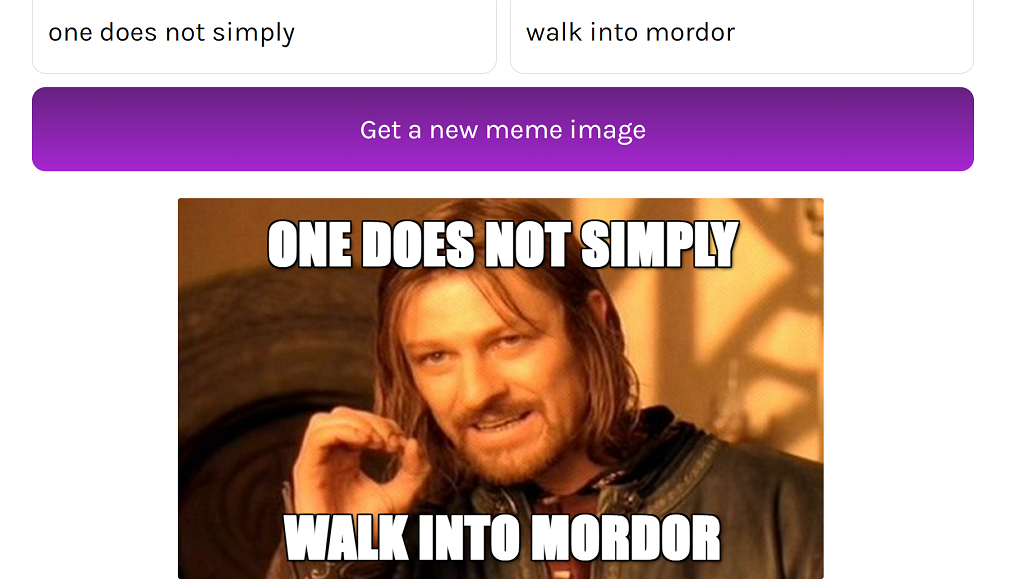 one does not simply
walk into mordor
Get a new meme image
ONE DOES NOT SIMPLY
WALK INTO MORDOR